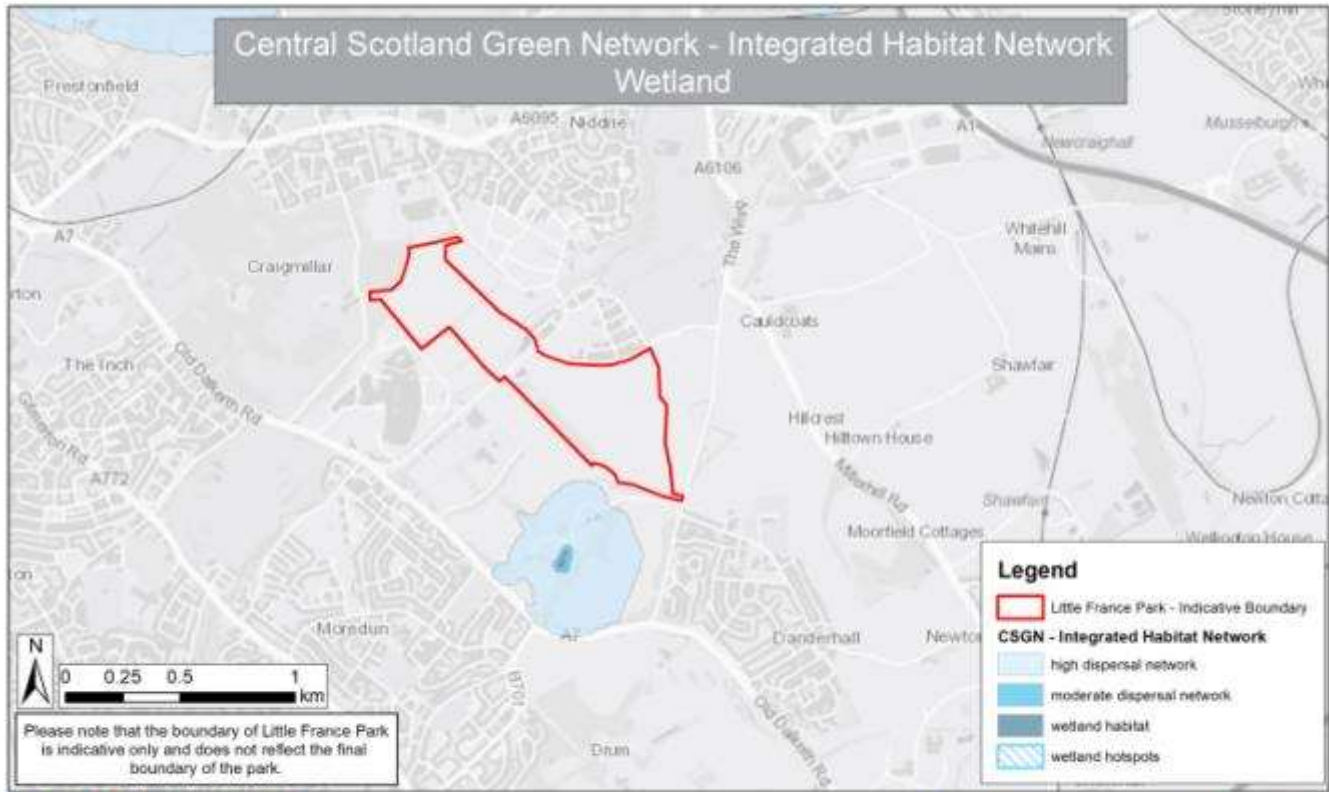 Central Scotland Green Network - Integrated Habitat Network
Wetland
Prestonfield
A6095
Niddrie
A1
Newcraighall
Musselburgh
A6106
A7
Craigmillar
The Wisp
Whitehill
Mains
Cauldcoats
The Inch
Old Dalkeith Rd
Shawfair
Gilmerton Rd
Hillcrest
Hilltown House
A772
Millerhill Rd
Shawfair
Moorfield Cottages
Moredun
A7
Danderhall
B701
Old Dalkeith Rd
Drum
N
0 0.25 0.5 1
km
Please note that the boundary of Little France Park
is indicative only and does not reflect the final
boundary of the park.
Legend
Little France Park - Indicative Boundary
CSGN - Integrated Habitat Network
high dispersal network
moderate dispersal network
wetland habitat
wetland hotspots